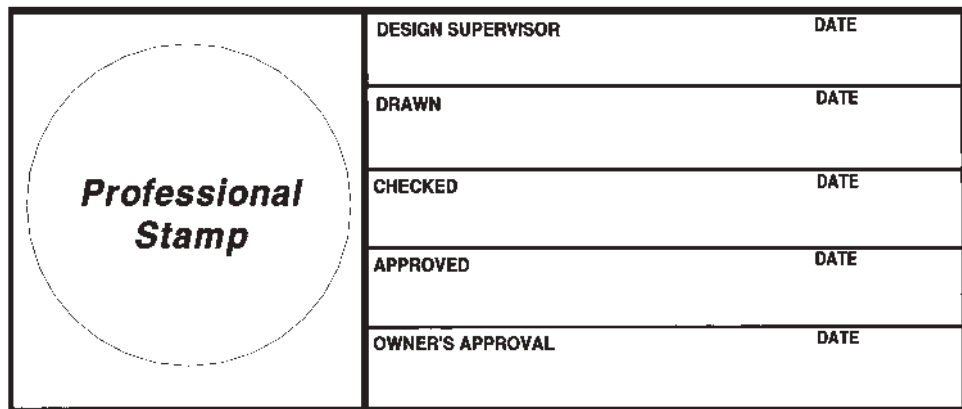 Professional
Stamp
DESIGN SUPERVISOR DATE
DRAWN DATE
CHECKED DATE
APPROVED DATE
OWNER'S APPROVAL DATE